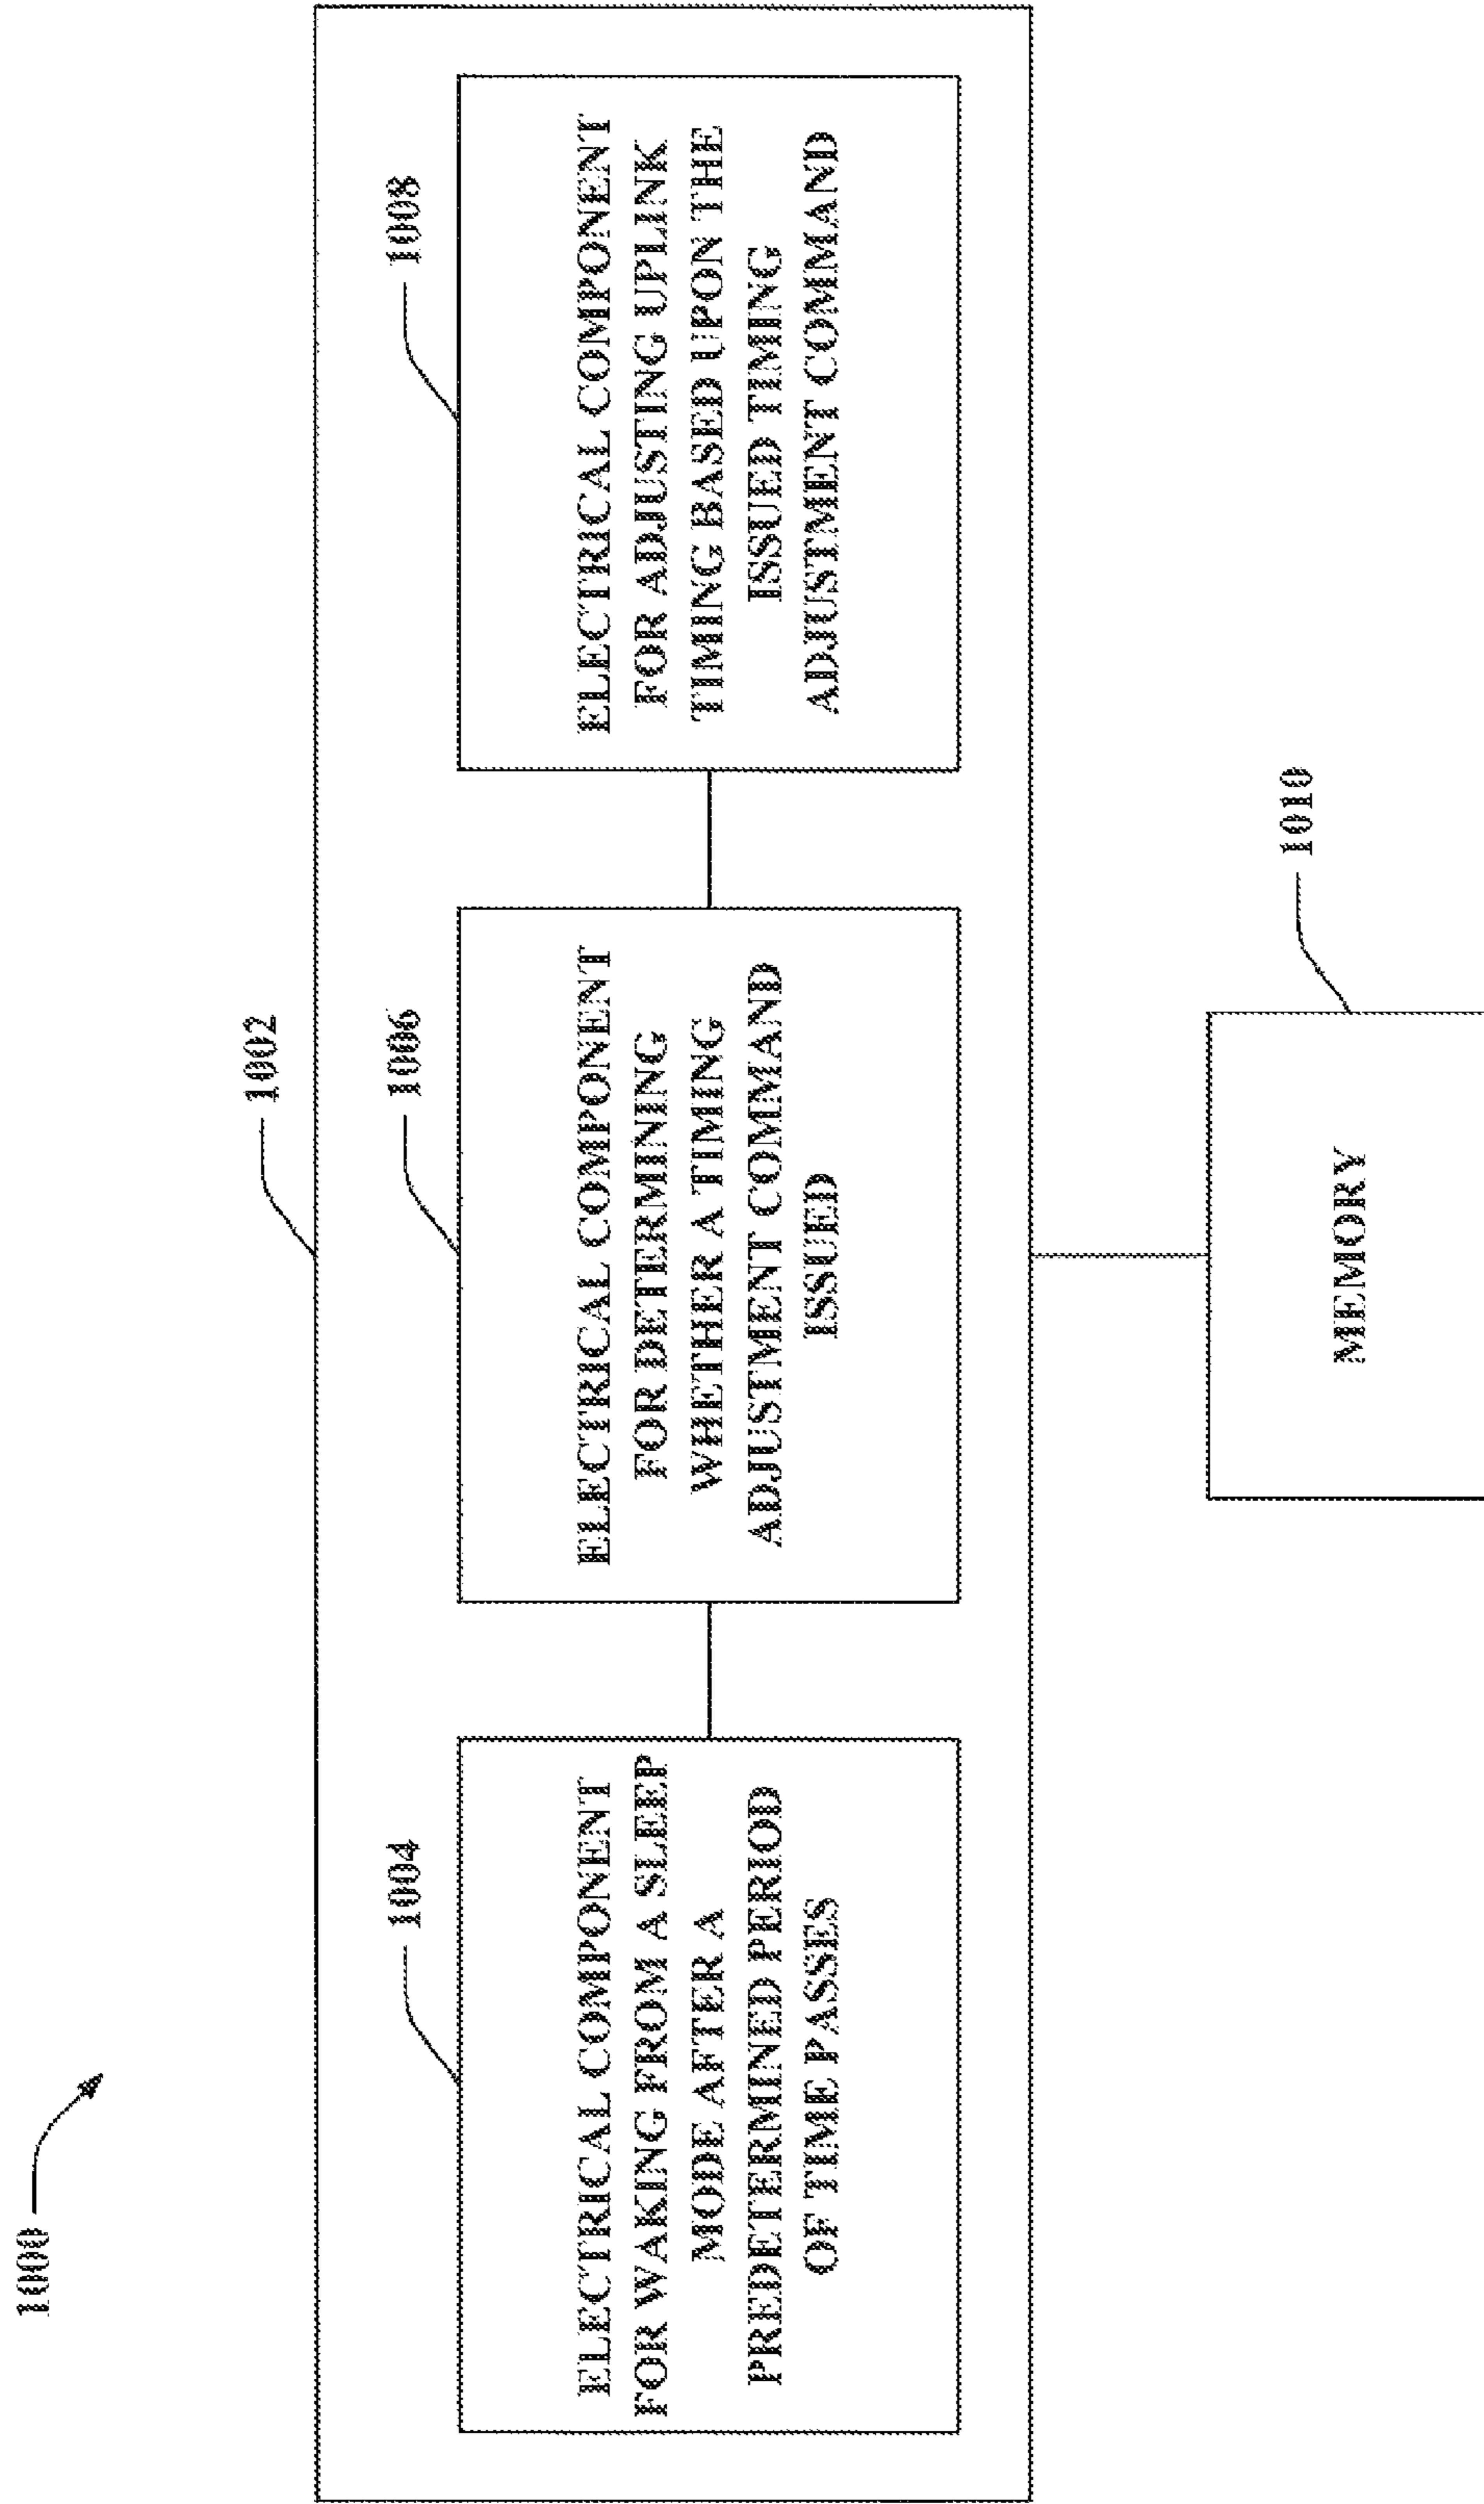 1000
1002
1004
ELECTRICAL COMPONENT
FOR WAKING FROM A SLEEP
MODE AFTER A
PREDETERMINED PERIOD
OF TIME PASSES
1006
ELECTRICAL COMPONENT
FOR DETERMINING
WHETHER A TIMING
ADJUSTMENT COMMAND
ISSUED
1008
ELECTRICAL COMPONENT
FOR ADJUSTING UPLINK
TIMING BASED UPON THE
ISSUED TIMING
ADJUSTMENT COMMAND
1010
MEMORY